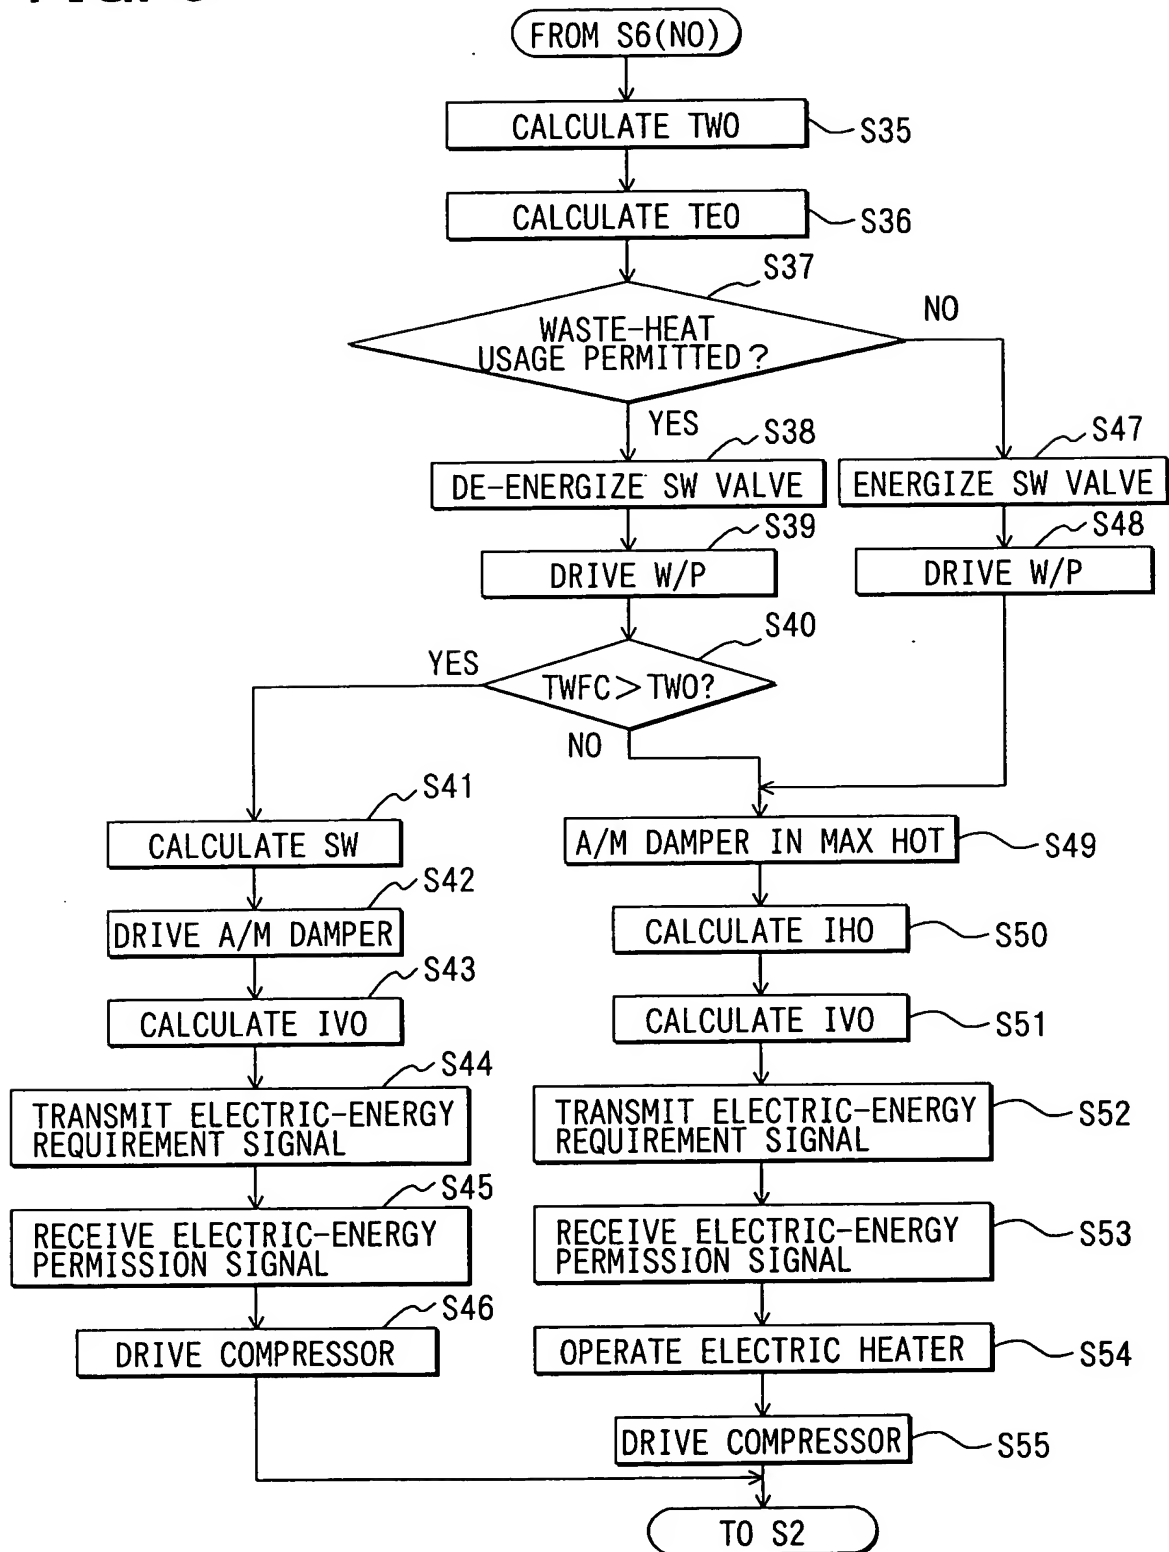 FROM S6(NO)
CALCULATE TWO
S35
CALCULATE TEO
S36
S37
WASTE-HEAT
USAGE PERMITTED?
NO
YES
S38
DE-ENERGIZE SW VALVE
S47
ENERGIZE SW VALVE
S39
DRIVE W/P
S48
DRIVE W/P
S40
TWFC>TWO?
YES
NO
S41
CALCULATE SW
S42
DRIVE A/M DAMPER
S43
CALCULATE IVO
S44
TRANSMIT ELECTRIC-ENERGY
REQUIREMENT SIGNAL
S45
RECEIVE ELECTRIC-ENERGY
PERMISSION SIGNAL
S46
DRIVE COMPRESSOR
A/M DAMPER IN MAX HOT
S49
CALCULATE IHO
S50
CALCULATE IVO
S51
TRANSMIT ELECTRIC-ENERGY
REQUIREMENT SIGNAL
S52
RECEIVE ELECTRIC-ENERGY
PERMISSION SIGNAL
S53
OPERATE ELECTRIC HEATER
S54
DRIVE COMPRESSOR
S55
TO S2